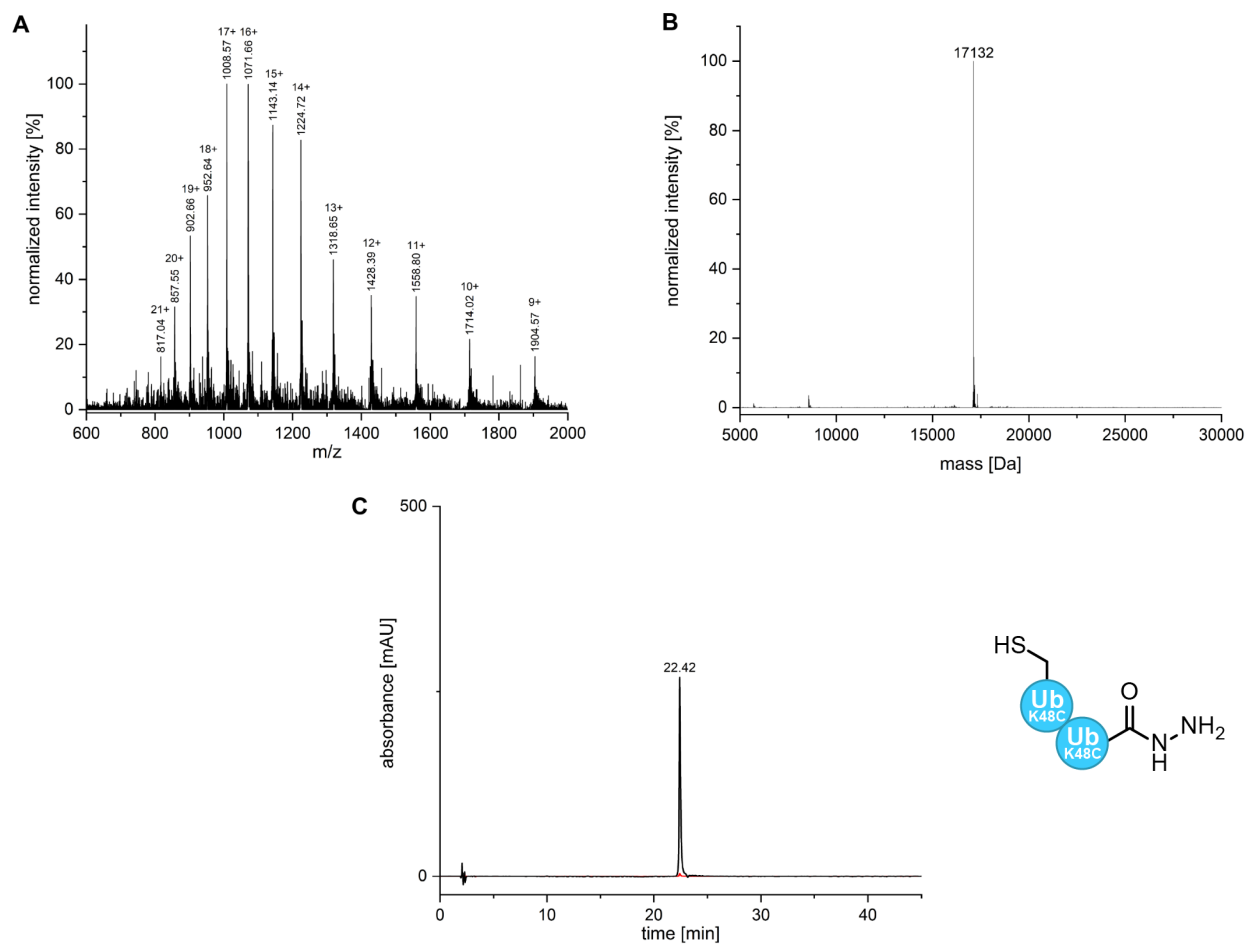 A
normalized intensity [%]
100
80
60
40
20
0
21+
817.04
20+
857.55
19+
902.66
18+
952.64
17+
1008.57
16+
1071.66
15+
1143.14
14+
1224.72
13+
1318.65
12+
1428.39
11+
1558.80
10+
1714.02
9+
1904.57
600 800 1000 1200 1400 1600 1800 2000
m/z
B
normalized intensity [%]
100
80
60
40
20
0
17132
5000 10000 15000 20000 25000 30000
mass [Da]
C
absorbance [mAU]
500
0
22.42
0 10 20 30 40
time [min]
HS
Ub
K48C
Ub
K48C
O
N
H
NH2